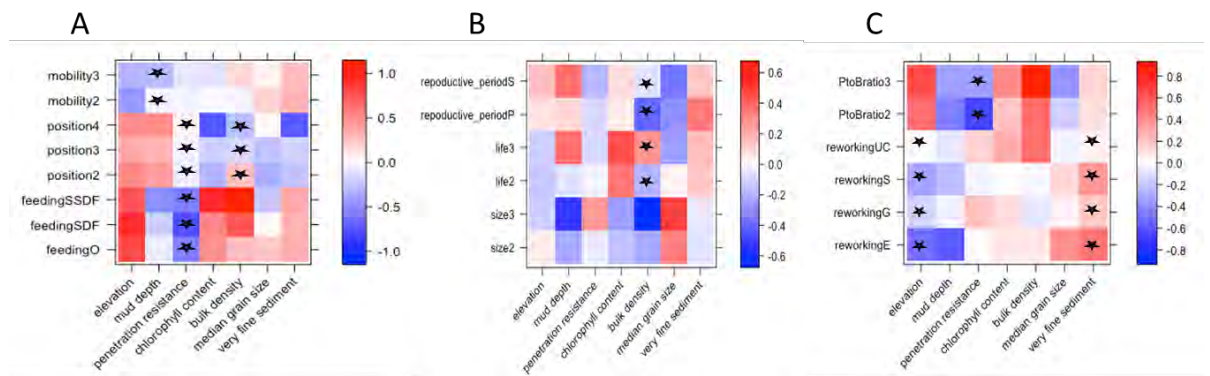 A
B
C
mobility3
mobility2
position4
position3
position2
feedingSSDF
feedingSDF
feedingO
elevation
mud depth
penetration resistance
chlorophyll content
bulk density
median grain size
very fine sediment
1.0
0.5
0.0
-0.5
-1.0
repoductive_periodS
repoductive_periodP
life3
life2
size3
size2
elevation
mud depth
penetration resistance
chlorophyll content
bulk density
median grain size
very fine sediment
0.6
0.4
0.2
0.0
-0.2
-0.4
-0.6
PtoBratio3
PtoBratio2
reworkingUC
reworkingS
reworkingG
reworkingE
elevation
mud depth
penetration resistance
chlorophyll content
bulk density
median grain size
very fine sediment
0.8
0.6
0.4
0.2
0.0
-0.2
-0.4
-0.6
-0.8